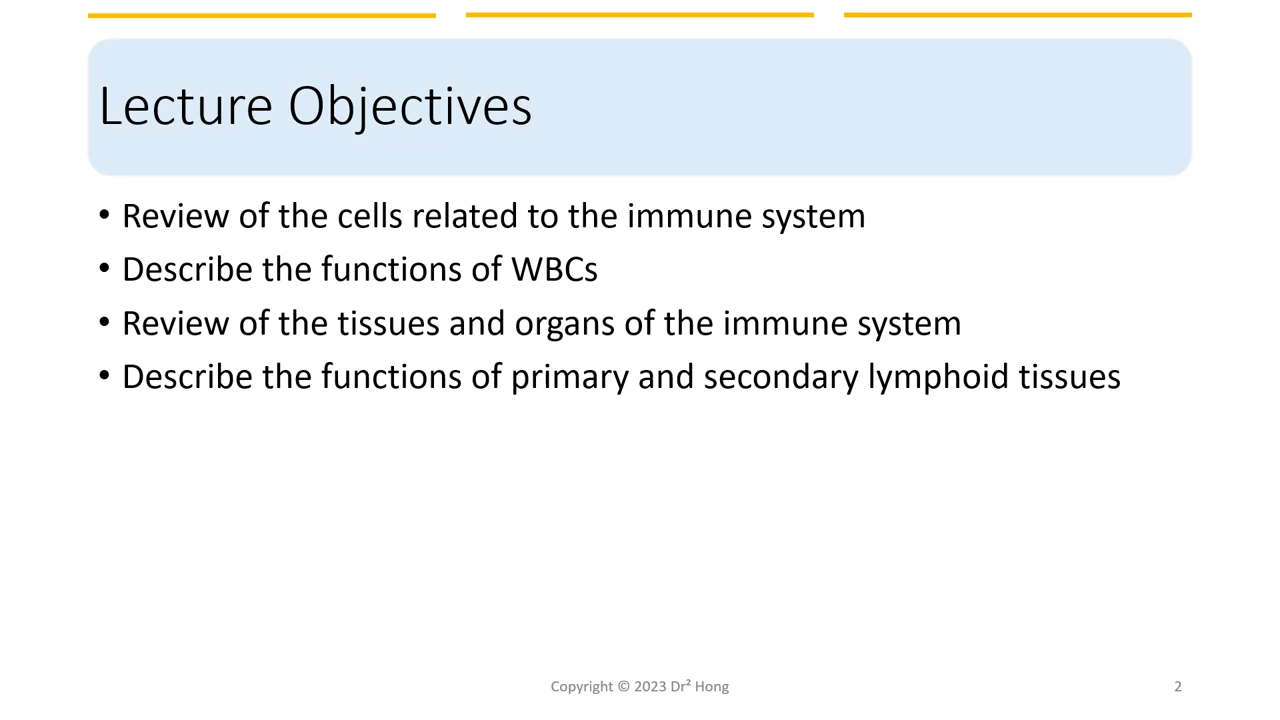 Lecture Objectives
• Review of the cells related to the immune system
• Describe the functions of WBCs
• Review of the tissues and organs of the immune system
• Describe the functions of primary and secondary lymphoid tissues
Copyright © 2023 Dr² Hong
2